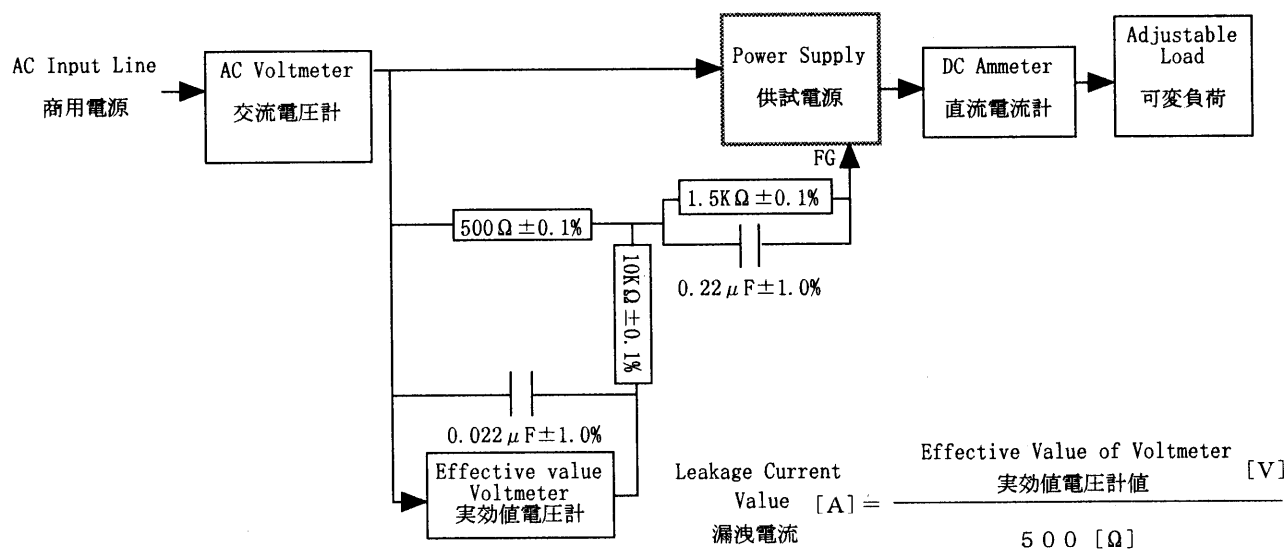 AC Input Line
商用電源
AC Voltmeter
交流電圧計
Power Supply
供試電源
DC Ammeter
直流電流計
Adjustable
Load
可変負荷
FG
1.5KΩ±0.1%
500Ω±0.1%
10KΩ±0.1%
0.22μF±1.0%
0.022μF±1.0%
Effective value
Voltmeter
実効値電圧計
Leakage Current
Value [A]=
漏洩電流
Effective Value of Voltmeter
実効値電圧計値 [V]
500 [Ω]